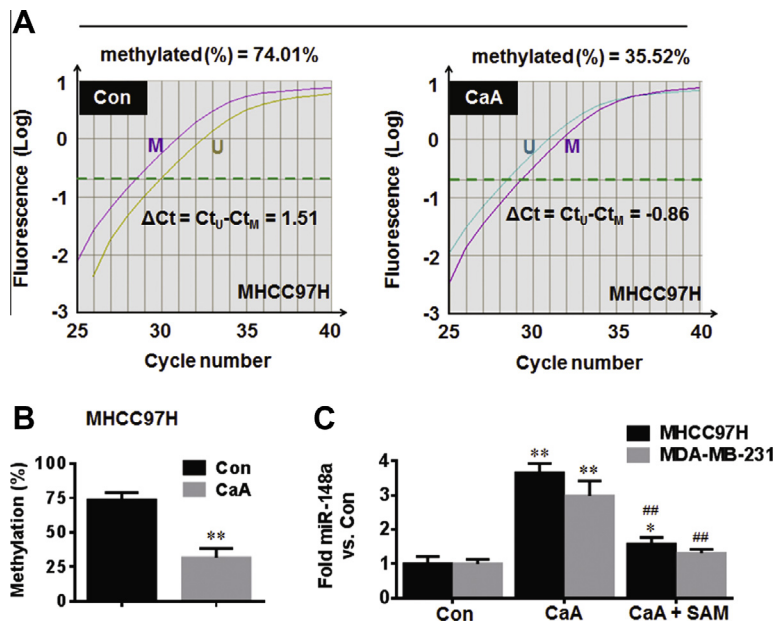 A
methylated (%) = 74.01%
Con
Fluorescence (Log)
1
0
-1
-2
-3
M
U
ΔCt = CtU-CtM = 1.51
MHCC97H
25 30 35 40
Cycle number
methylated (%) = 35.52%
CaA
Fluorescence (Log)
1
0
-1
-2
-3
U
M
ΔCt = CtU-CtM = -0.86
MHCC97H
25 30 35 40
Cycle number
B
MHCC97H
Methylation (%)
100
75
50
25
0
Con
CaA
**
C
Fold miR-148a
vs. Con
4
3
2
1
0
MHCC97H
MDA-MB-231
** **
## ##
*
Con CaA CaA + SAM